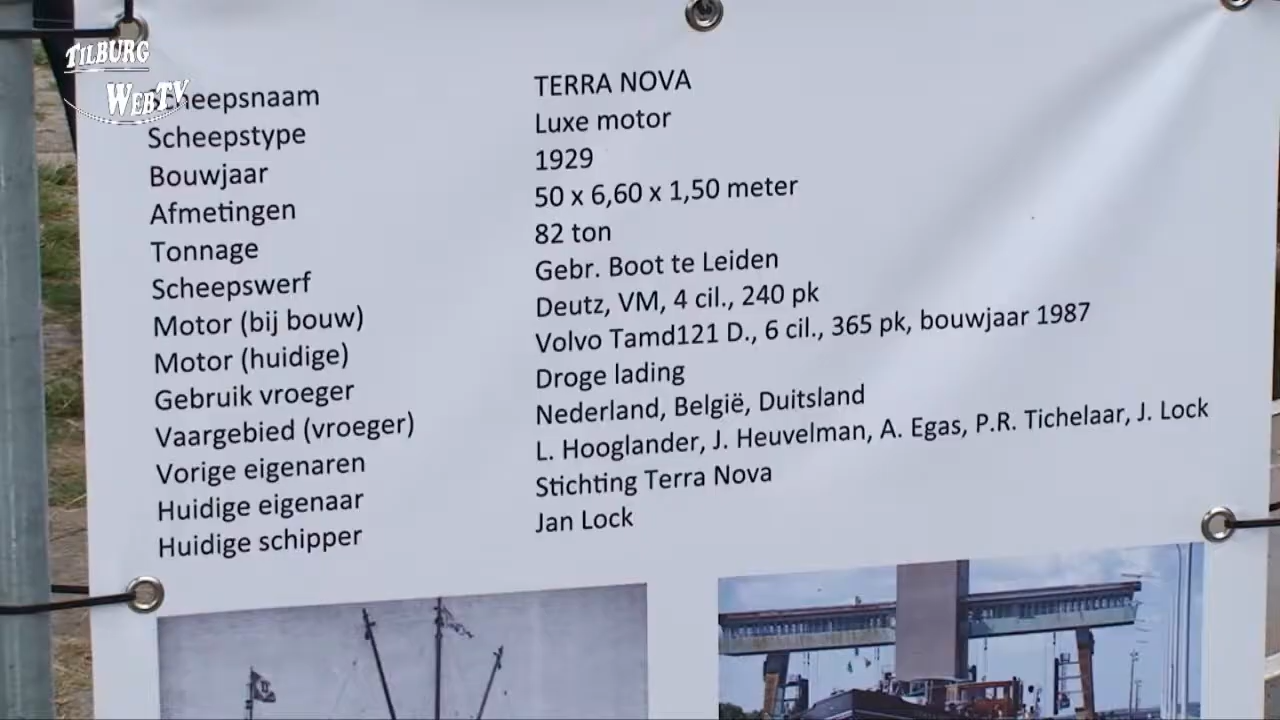 TILBURG
WEBTV
Scheepsnaam TERRA NOVA
Scheepstype Luxe motor
Bouwjaar 1929
Afmetingen 50 x 6,60 x 1,50 meter
Tonnage 82 ton
Scheepswerf Gebr. Boot te Leiden
Motor (bij bouw) Deutz, VM, 4 cil., 240 pk
Motor (huidige) Volvo Tamd121 D., 6 cil., 365 pk, bouwjaar 1987
Gebruik vroeger Droge lading
Vaargebied (vroeger) Nederland, België, Duitsland
Vorige eigenaren L. Hooglander, J. Heuvelman, A. Egas, P.R. Tichelaar, J. Lock
Huidige eigenaar Stichting Terra Nova
Huidige schipper Jan Lock